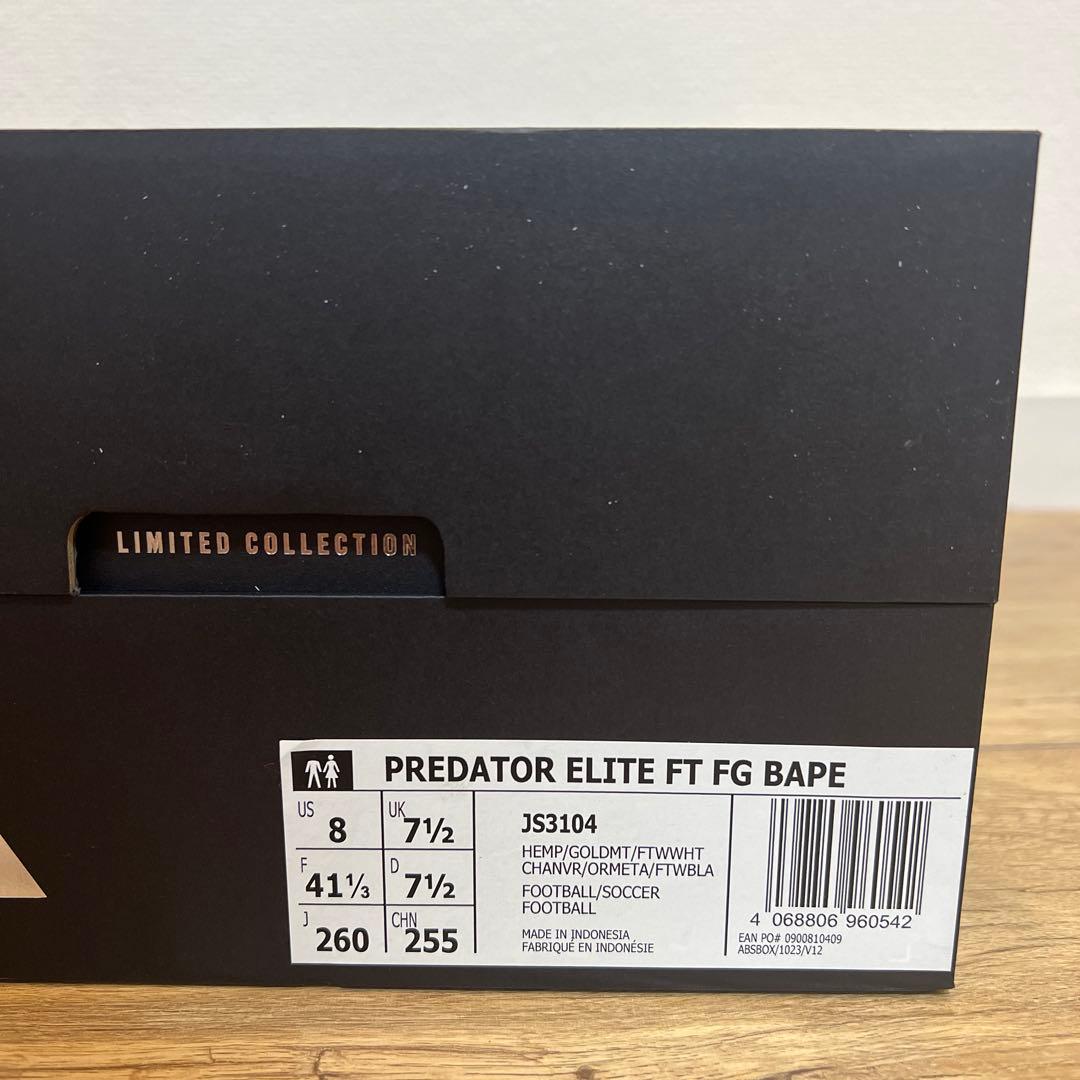 LIMITED COLLECTION
PREDATOR ELITE FT FG BAPE
US 8
UK 7½
F 41⅓
D 7½
J 260
CHN 255
JS3104
HEMP/GOLDMT/FTWWHT
CHANVR/ORMETA/FTWBLA
FOOTBALL/SOCCER
FOOTBALL
MADE IN INDONESIA
FABRIQUÉ EN INDONÉSIE
4 068806 960542
EAN PO# 0900810409
ABSBOX/1023/V12